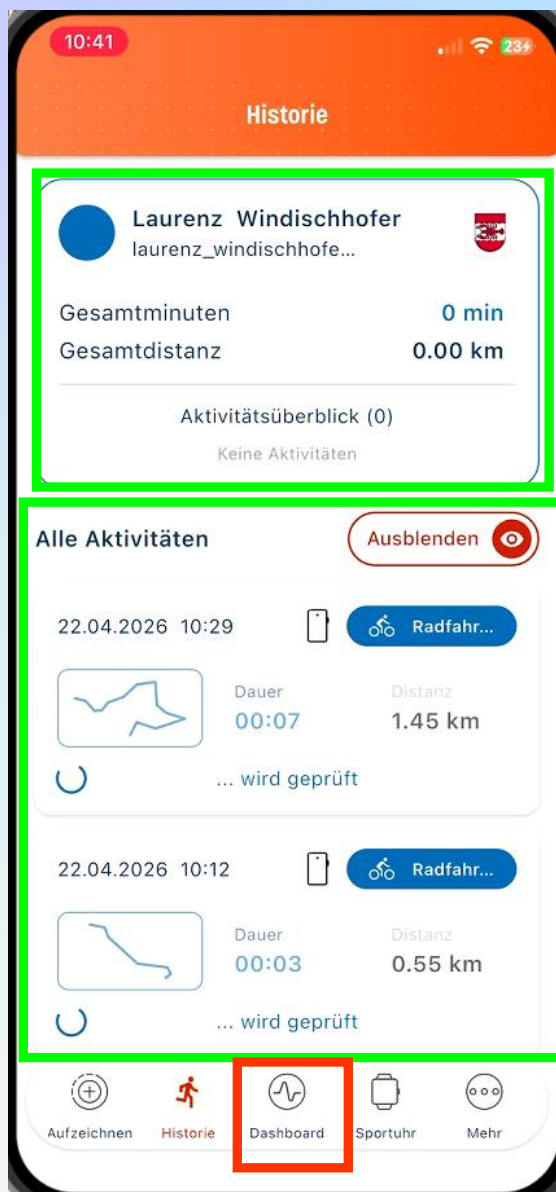 10:41
23
Historie
Laurenz Windischhofer
laurenz_windischhofe...
Gesamtminuten 0 min
Gesamtdistanz 0.00 km
Aktivitätsüberblick (0)
Keine Aktivitäten
Alle Aktivitäten Ausblenden
22.04.2026 10:29 Radfahr...
Dauer Distanz
00:07 1.45 km
... wird geprüft
22.04.2026 10:12 Radfahr...
Dauer Distanz
00:03 0.55 km
... wird geprüft
Aufzeichnen Historie Dashboard Sportuhr Mehr